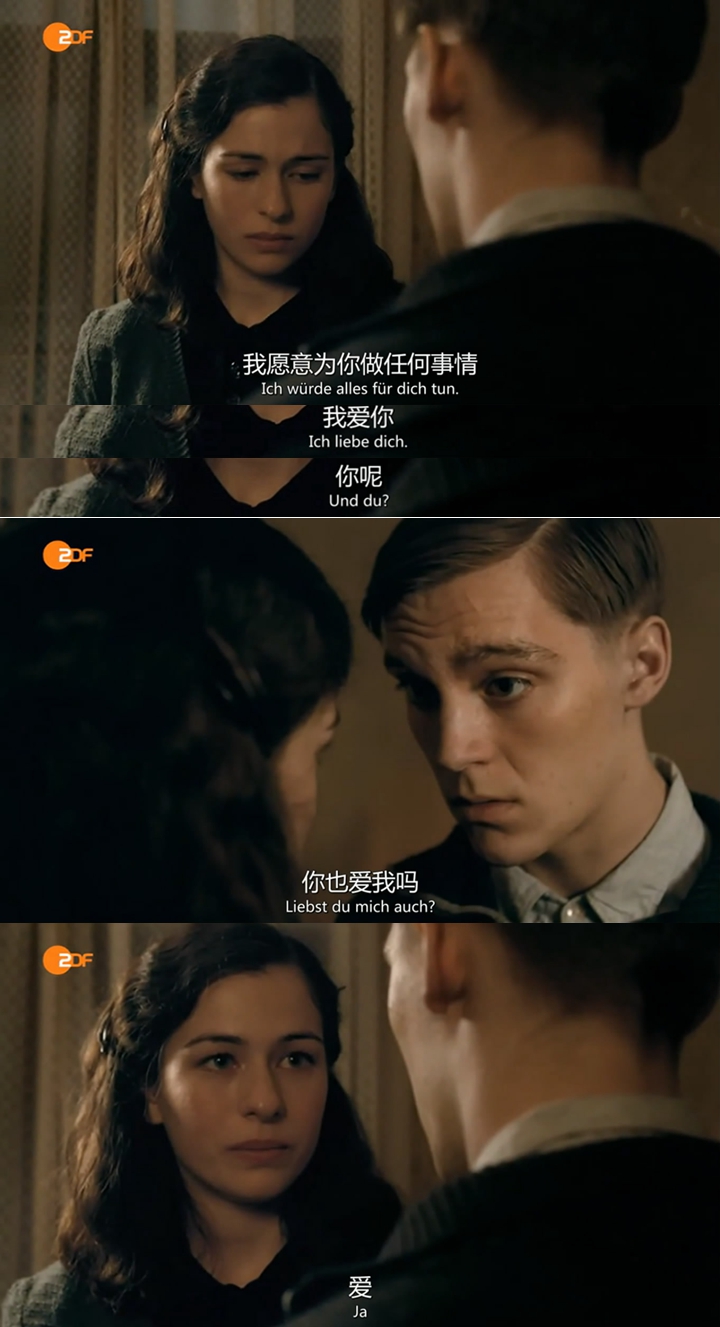 ZDF
我愿意为你做任何事情
Ich würde alles für dich tun.
我爱你
Ich liebe dich.
你呢
Und du?
ZDF
你也爱我吗
Liebst du mich auch?
ZDF
爱
Ja